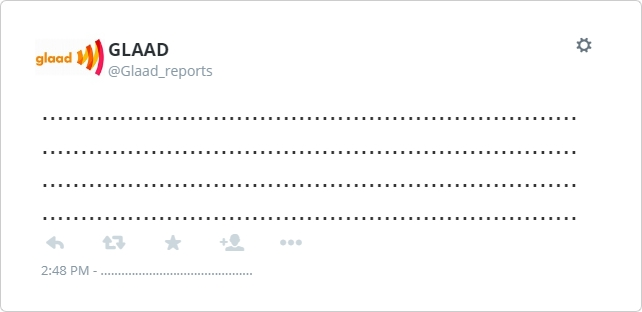 glaad
GLAAD
@Glaad_reports
.....................................................................
.....................................................................
.....................................................................
.....................................................................
2:48 PM - ............................................